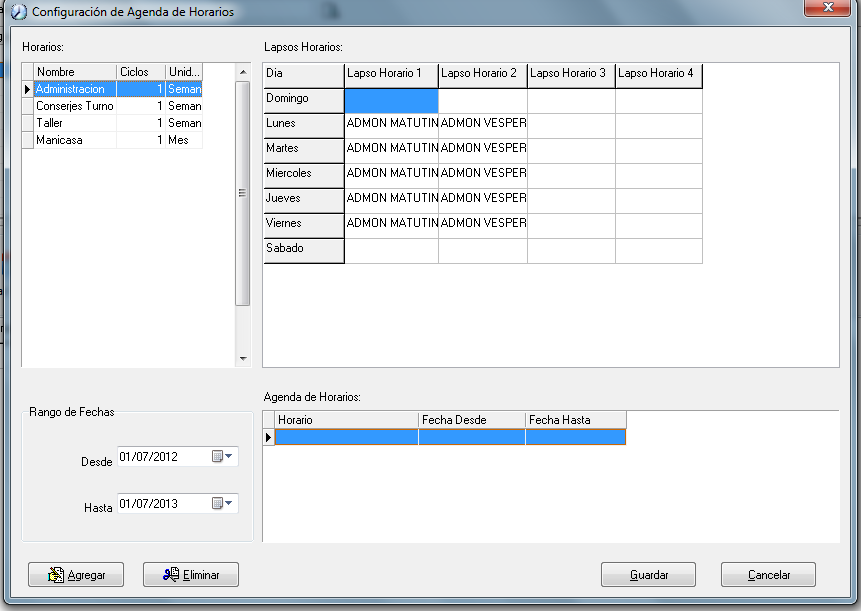 Configuración de Agenda de Horarios
Horarios:
Nombre Ciclos Unid...
Administracion 1 Seman
Conserjes Turno 1 Seman
Taller 1 Seman
Manicasa 1 Mes
Lapsos Horarios:
Dia Lapso Horario 1 Lapso Horario 2 Lapso Horario 3 Lapso Horario 4
Domingo
Lunes ADMON MATUTIN ADMON VESPER
Martes ADMON MATUTIN ADMON VESPER
Miercoles ADMON MATUTIN ADMON VESPER
Jueves ADMON MATUTIN ADMON VESPER
Viernes ADMON MATUTIN ADMON VESPER
Sabado
Rango de Fechas
Desde 01/07/2012
Hasta 01/07/2013
Agenda de Horarios:
Horario Fecha Desde Fecha Hasta
Agregar Eliminar Guardar Cancelar